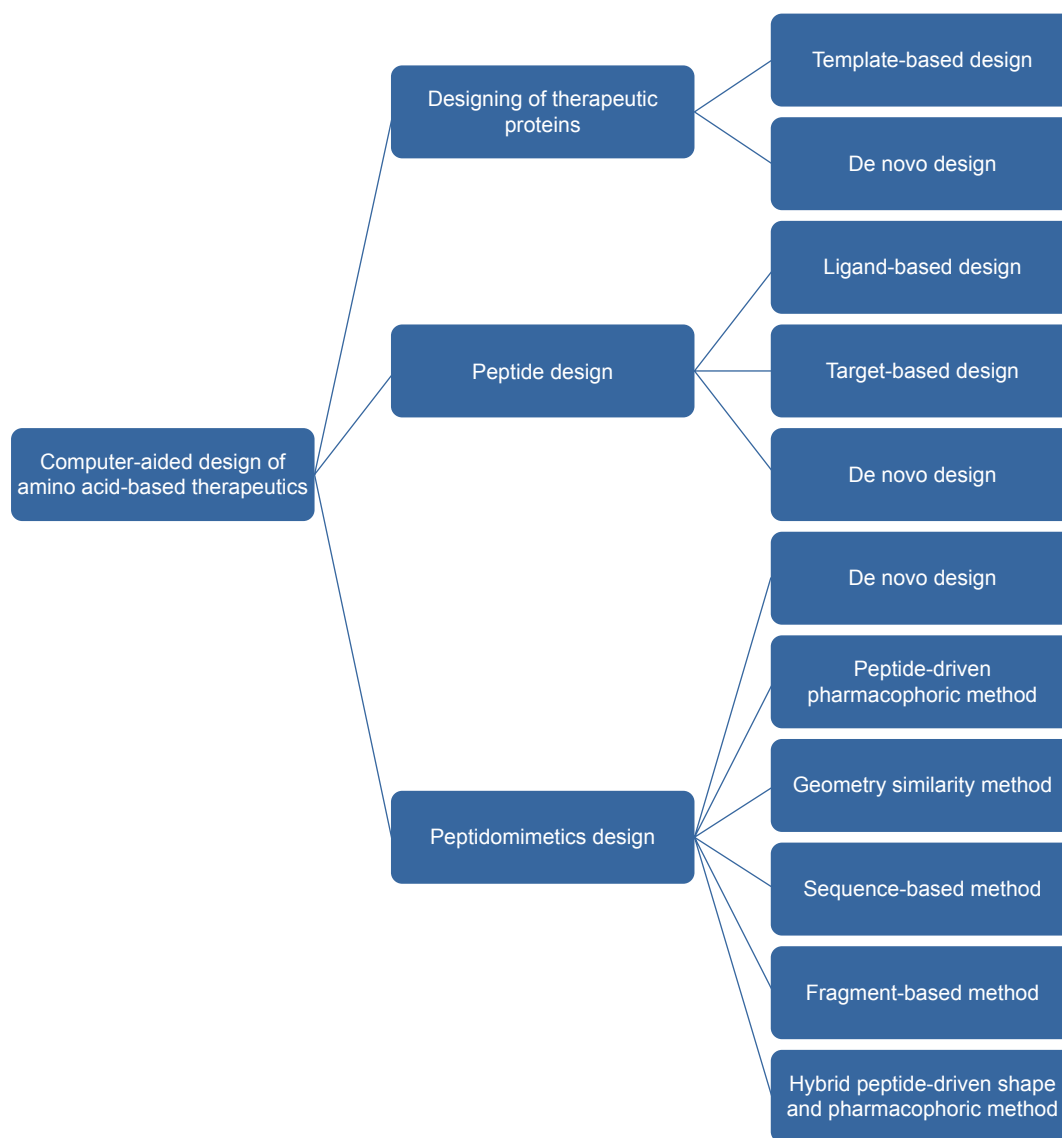 Computer-aided design of
amino acid-based therapeutics
Designing of therapeutic
proteins
Template-based design
De novo design
Peptide design
Ligand-based design
Target-based design
De novo design
Peptidomimetics design
De novo design
Peptide-driven
pharmacophoric method
Geometry similarity method
Sequence-based method
Fragment-based method
Hybrid peptide-driven shape
and pharmacophoric method